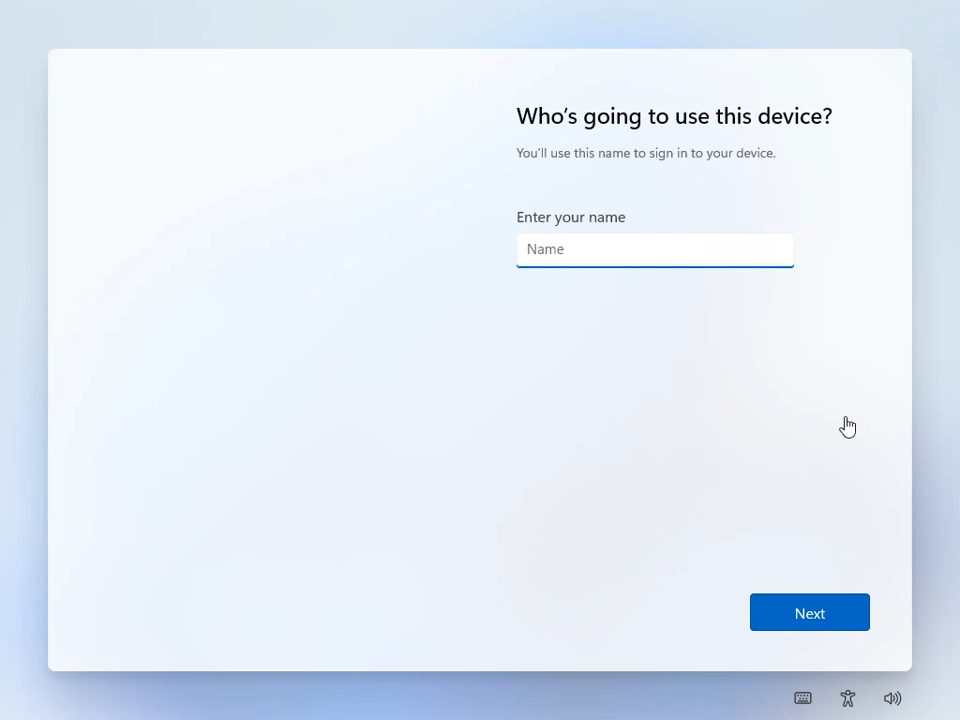 Who's going to use this device?
You'll use this name to sign in to your device.
Enter your name
Name
Next